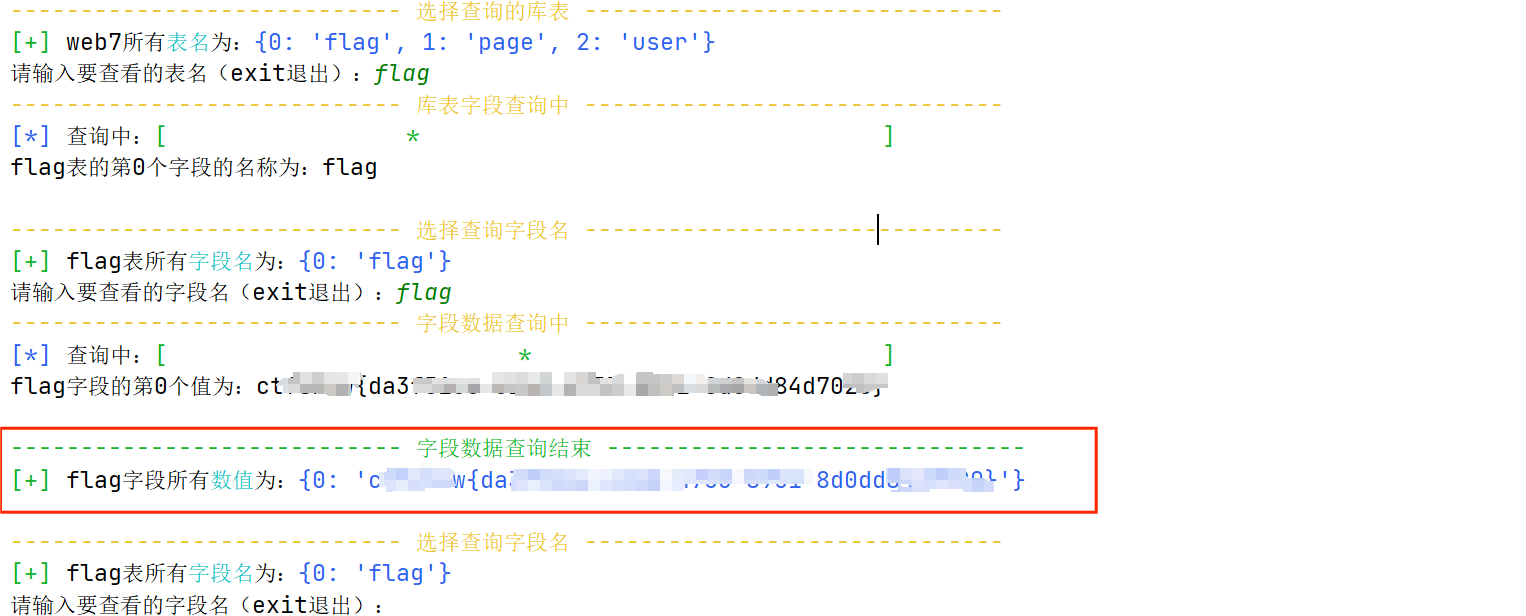 ---------------------------- 选择查询的库表 ------------------------------
[+] web7所有表名为：{0: 'flag', 1: 'page', 2: 'user'}
请输入要查看的表名（exit退出）：flag
---------------------------- 库表字段查询中 ------------------------------
[*] 查询中：[ * ]
flag表的第0个字段的名称为：flag
---------------------------- 选择查询字段名 ------------------------------
[+] flag表所有字段名为：{0: 'flag'}
请输入要查看的字段名（exit退出）：flag
---------------------------- 字段数据查询中 ------------------------------
[*] 查询中：[ * ]
flag字段的第0个值为：ct {da3 84d70 }
---------------------------- 字段数据查询结束 ------------------------------
[+] flag字段所有数值为：{0: 'c w{da 8d0dd }'}
---------------------------- 选择查询字段名 ------------------------------
[+] flag表所有字段名为：{0: 'flag'}
请输入要查看的字段名（exit退出）：